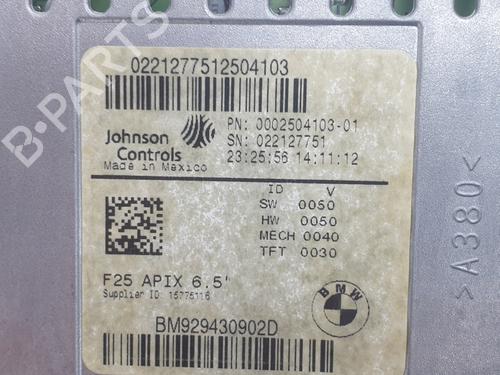 0221277512504103
Johnson
Controls
Made in Mexico
PN: 0002504103-01
SN: 022127751
23:25:56 14:11:12
ID V
SW 0050
HW 0050
MECH 0040
TFT 0030
F25 APIX 6,5'
Supplier ID: 15775116
BMW
BM929430902D
>A380<
B-PARTS